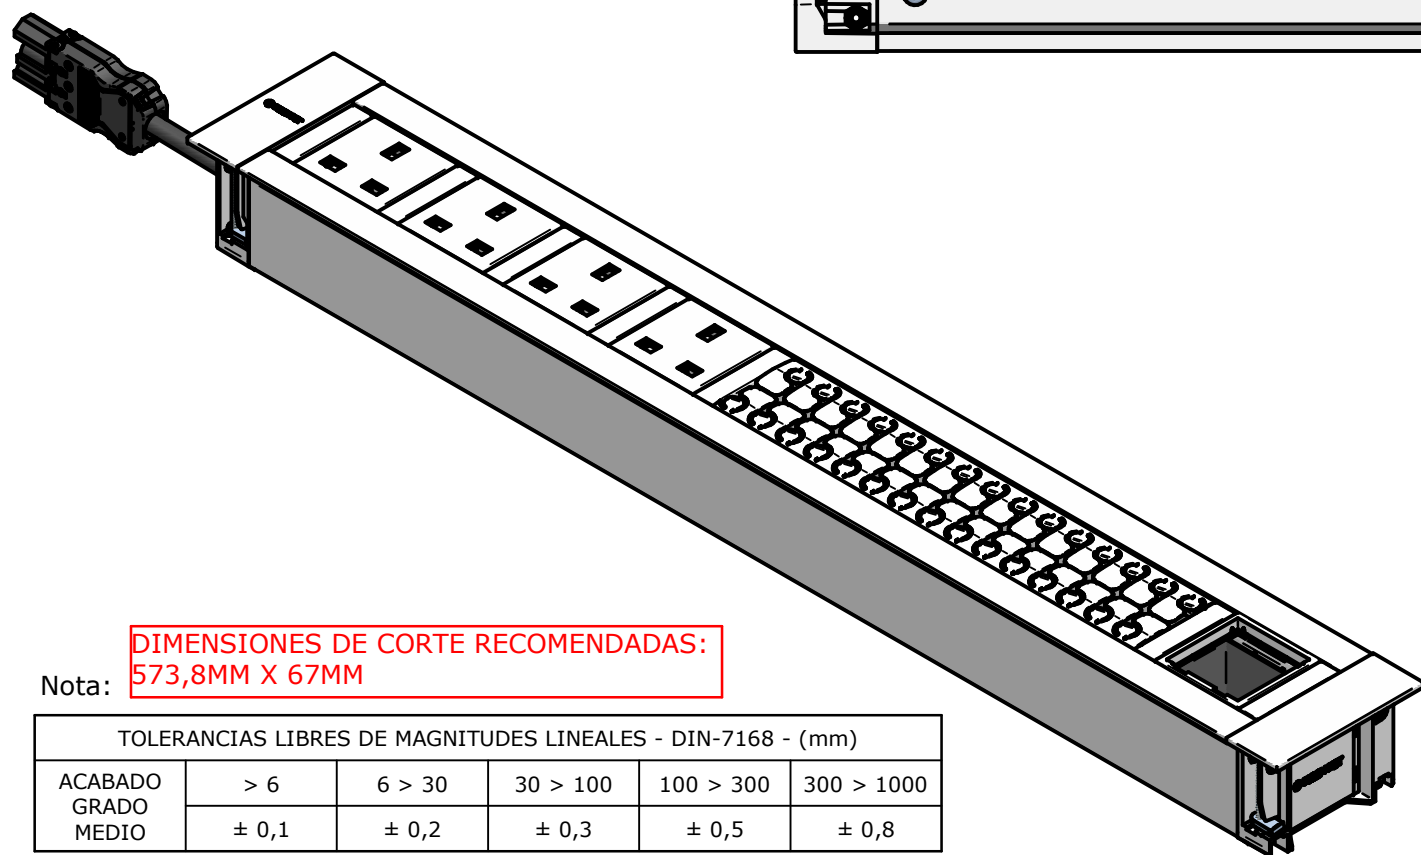 DIMENSIONES DE CORTE RECOMENDADAS:
573,8MM X 67MM
Nota:
TOLERANCIAS LIBRES DE MAGNITUDES LINEALES - DIN-7168 - (mm)
ACABADO
GRADO
MEDIO
> 6
6 > 30
30 > 100
100 > 300
300 > 1000
± 0,1
± 0,2
± 0,3
± 0,5
± 0,8